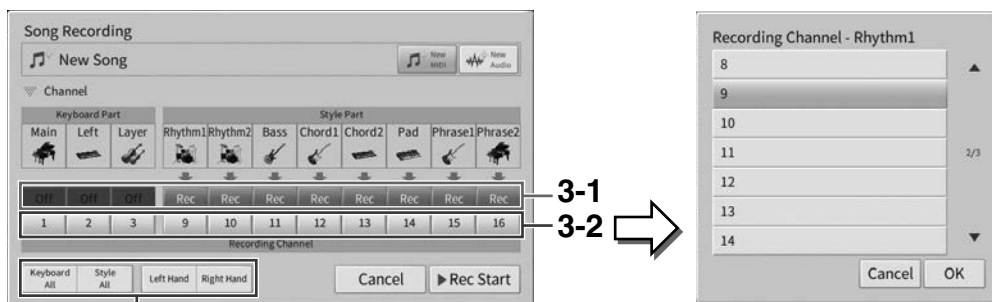 Song Recording
New Song
New MIDI
New Audio
Channel
Keyboard Part
Style Part
Main Left Layer Rhythm1 Rhythm2 Bass Chord1 Chord2 Pad Phrase1 Phrase2
Off Off Off Rec Rec Rec Rec Rec Rec Rec Rec
3-1
1 2 3 9 10 11 12 13 14 15 16
3-2
Recording Channel
Keyboard All
Style All
Left Hand
Right Hand
Cancel
Rec Start
Recording Channel - Rhythm1
8
9
10
11
2/3
12
13
14
Cancel
OK